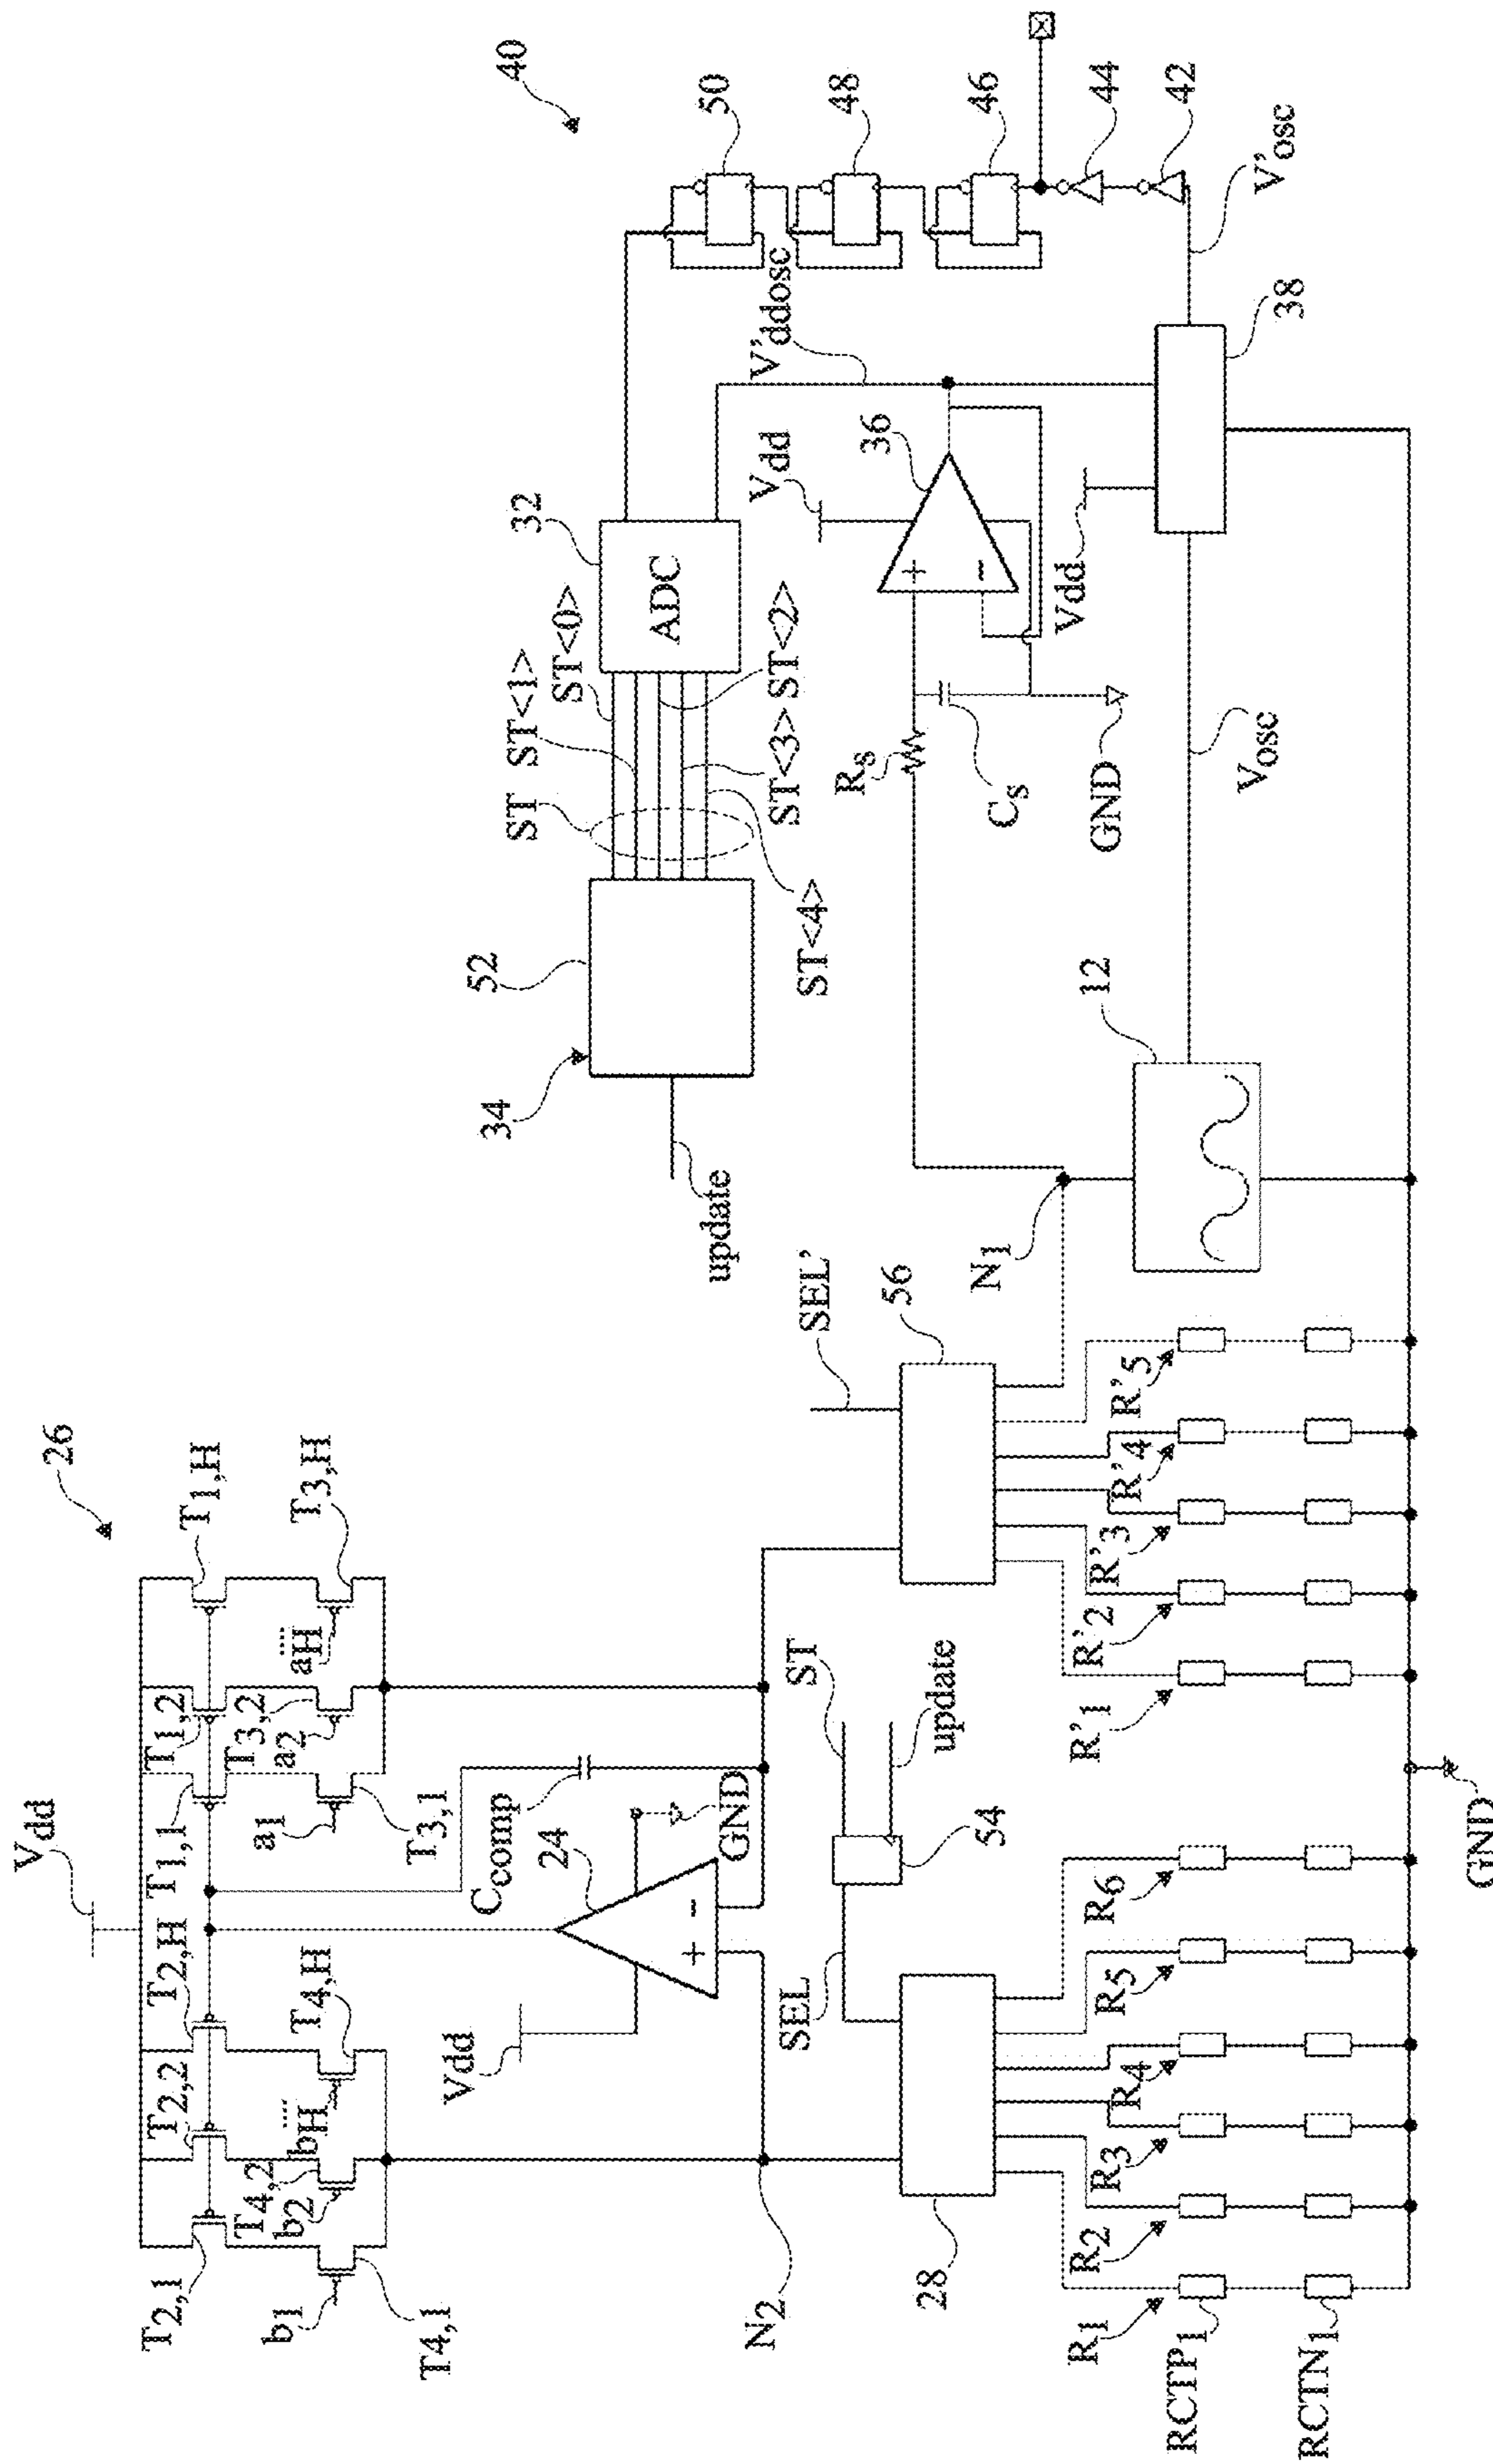 40
50
48
46
44
42
V'osc
38
V'ddosc
36
Vdd
Vdd
32
ADC
ST<0>
ST<1>
ST
ST<2>
ST<3>
ST<4>
52
34
update
Rs
Cs
GND
Vosc
12
N1
SEL'
56
R'5
R'4
R'3
R'2
R'1
26
T1,H
T3,H
aH
....
T1,2
T3,2
a2
T1,1
a1
T3,1
Vdd
Ccomp
24
GND
+
-
+
-
ST
update
54
SEL
T2,H
T4,H
Vdd
T2,2
bH
....
T4,2
b2
T2,1
b1
T4,1
N2
28
R6
R5
R4
R3
R2
R1
RCTP1
RCTN1
GND